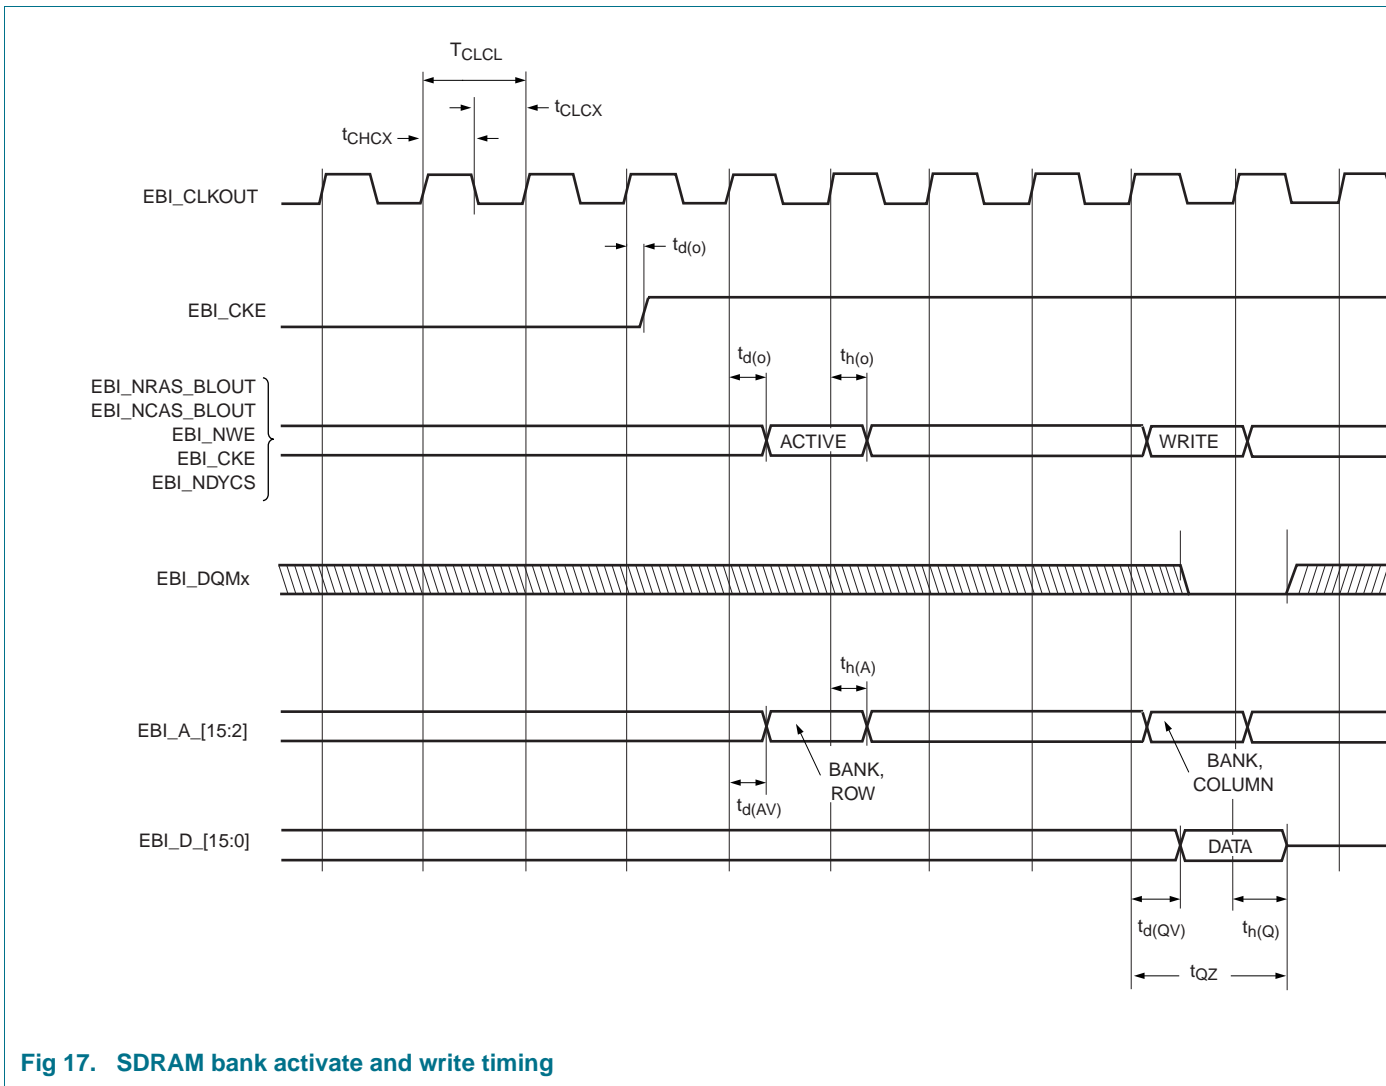 TCLCL
tCLCX
tCHCX
EBI_CLKOUT
td(o)
EBI_CKE
td(o)
th(o)
EBI_NRAS_BLOUT
EBI_NCAS_BLOUT
EBI_NWE
EBI_CKE
EBI_NDYCS
ACTIVE
WRITE
EBI_DQMx
th(A)
EBI_A_[15:2]
BANK,
ROW
BANK,
COLUMN
td(AV)
EBI_D_[15:0]
DATA
td(QV)
th(Q)
tQZ
Fig 17. SDRAM bank activate and write timing